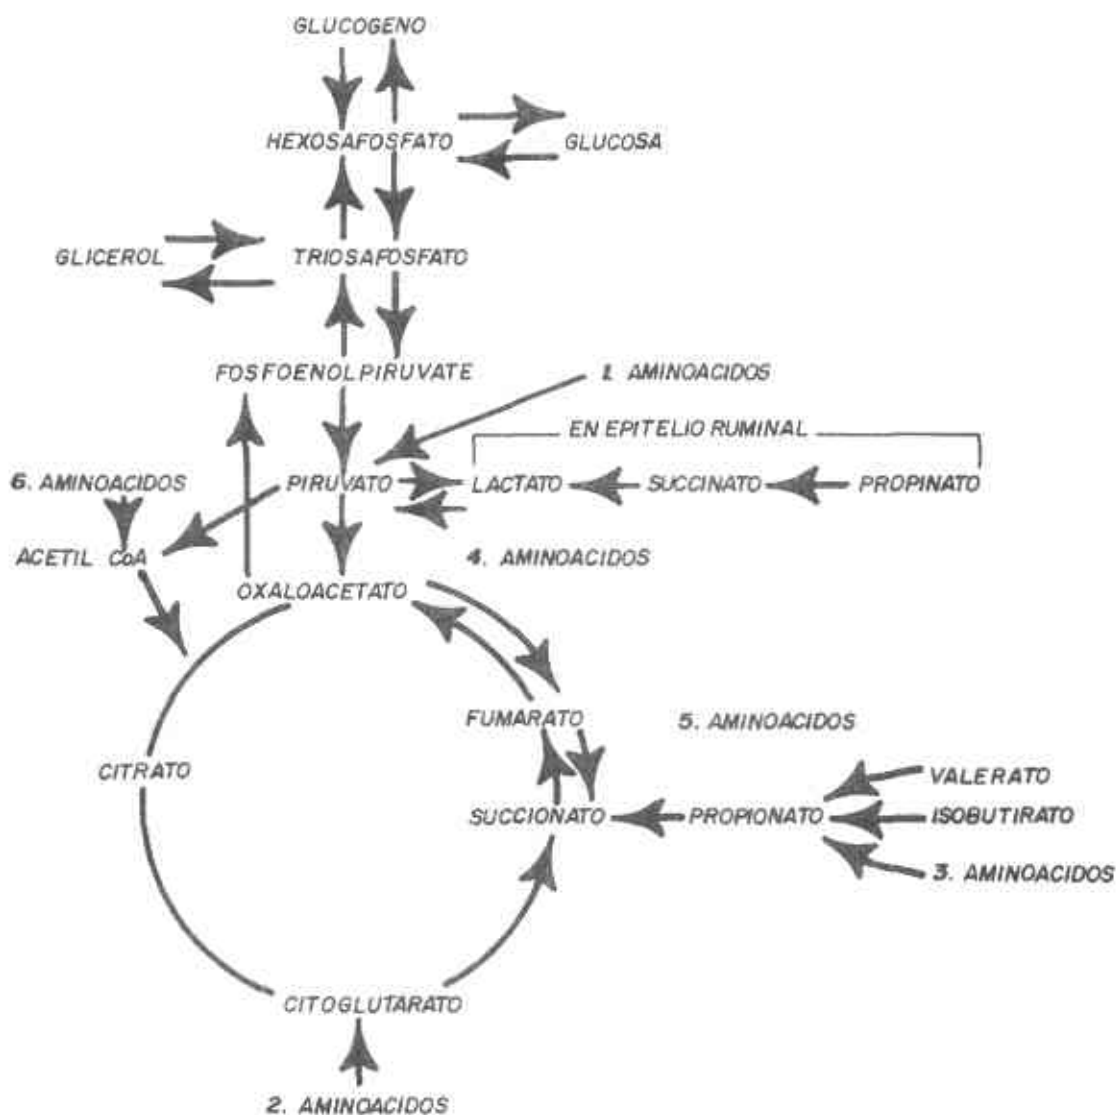 GLUCOGENO
HEXOSAFOSFATO
GLUCOSA
GLICEROL
TRIOSAFOSFATO
FOSFOENOLPIRUVATE
1. AMINOACIDOS
EN EPITELIO RUMINAL
6. AMINOACIDOS
PIRUVATO
LACTATO
SUCCINATO
PROPINATO
ACETIL CoA
4. AMINOACIDOS
OXALOACETATO
FUMARATO
5. AMINOACIDOS
CITRATO
VALERATO
SUCCIONATO
PROPIONATO
ISOBUTIRATO
3. AMINOACIDOS
CITOGLUTARATO
2. AMINOACIDOS